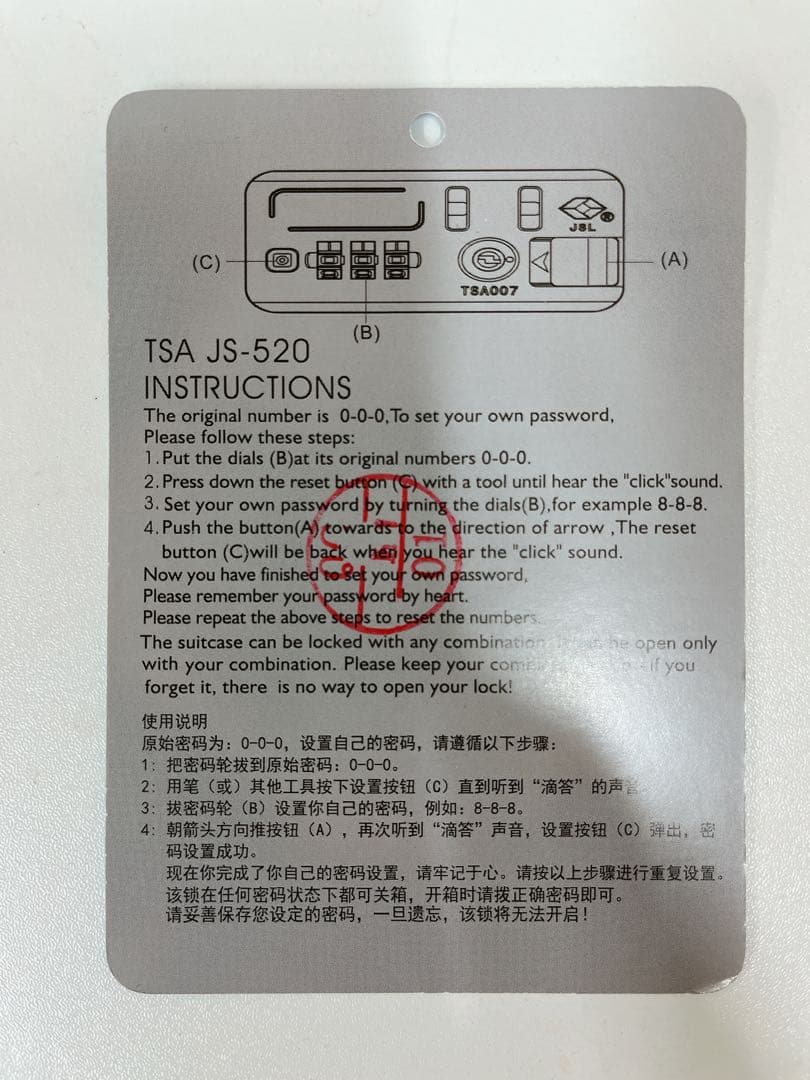 JSL®
(C)
(A)
TSA007
(B)
TSA JS-520
INSTRUCTIONS
The original number is 0-0-0,To set your own password,
Please follow these steps:
1.Put the dials (B)at its original numbers 0-0-0.
2.Press down the reset button (C) with a tool until hear the "click"sound.
3. Set your own password by turning the dials(B),for example 8-8-8.
4.Push the button(A) towards to the direction of arrow ,The reset
button (C)will be back when you hear the "click" sound.
Now you have finished to set your own password,
Please remember your password by heart.
Please repeat the above steps to reset the numbers.
The suitcase can be locked with any combination be open only
with your combination. Please keep your if you
forget it, there is no way to open your lock!
使用说明
原始密码为：0-0-0，设置自己的密码，请遵循以下步骤：
1：把密码轮拔到原始密码：0-0-0。
2：用笔（或）其他工具按下设置按钮（C）直到听到“滴答”的声音
3：拔密码轮（B）设置你自己的密码，例如：8-8-8。
4：朝箭头方向推按钮（A），再次听到“滴答”声音，设置按钮（C）弹出，密
码设置成功。
现在你完成了你自己的密码设置，请牢记于心。请按以上步骤进行重复设置。
该锁在任何密码状态下都可关箱，开箱时请拨正确密码即可。
请妥善保存您设定的密码，一旦遗忘，该锁将无法开启！